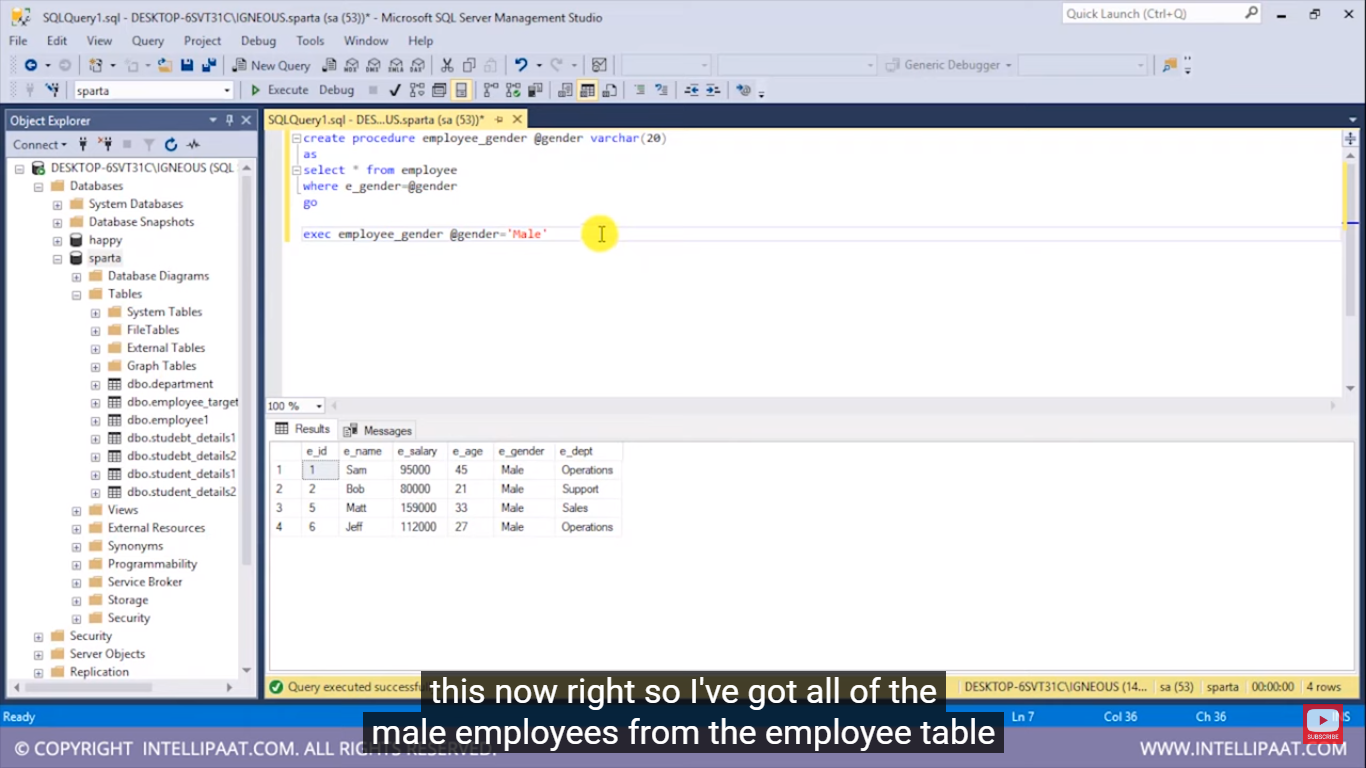 SQLQuery1.sql - DESKTOP-6SVT31C\IGNEOUS.sparta (sa (53))* - Microsoft SQL Server Management Studio
Quick Launch (Ctrl+Q)
File Edit View Query Project Debug Tools Window Help
New Query
Generic Debugger
sparta
Execute Debug
Object Explorer
SQLQuery1.sql - DES...US.sparta (sa (53))*
Connect
create procedure employee_gender @gender varchar(20)
as
select * from employee
where e_gender=@gender
go
exec employee_gender @gender='Male'
DESKTOP-6SVT31C\IGNEOUS (SQL
Databases
System Databases
Database Snapshots
happy
sparta
Database Diagrams
Tables
System Tables
FileTables
External Tables
Graph Tables
dbo.department
dbo.employee_target
dbo.employee1
dbo.studebt_details1
dbo.studebt_details2
dbo.student_details1
dbo.student_details2
Views
External Resources
Synonyms
Programmability
Service Broker
Storage
Security
Security
Server Objects
Replication
100 %
Results Messages
e_id e_name e_salary e_age e_gender e_dept
1 1 Sam 95000 45 Male Operations
2 2 Bob 80000 21 Male Support
3 5 Matt 159000 33 Male Sales
4 6 Jeff 112000 27 Male Operations
Query executed successfu
DESKTOP-6SVT31C\IGNEOUS (14... sa (53) sparta 00:00:00 4 rows
this now right so I've got all of the
male employees from the employee table
Ready
Ln 7 Col 36 Ch 36 INS
SUBSCRIBE
© COPYRIGHT INTELLIPAAT.COM. ALL RIGHTS RESERVED.
WWW.INTELLIPAAT.COM